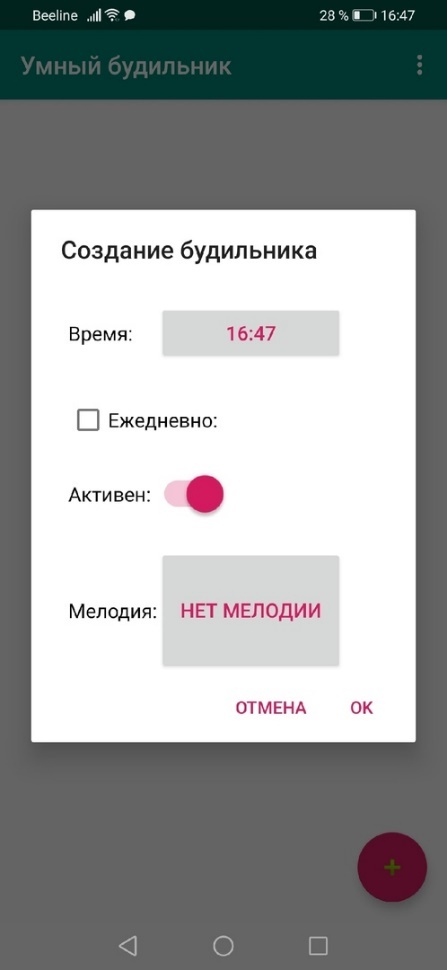 Beeline 28 % 16:47
Умный будильник
Создание будильника
Время: 16:47
Ежедневно:
Активен:
Мелодия: НЕТ МЕЛОДИИ
ОТМЕНА OK
+